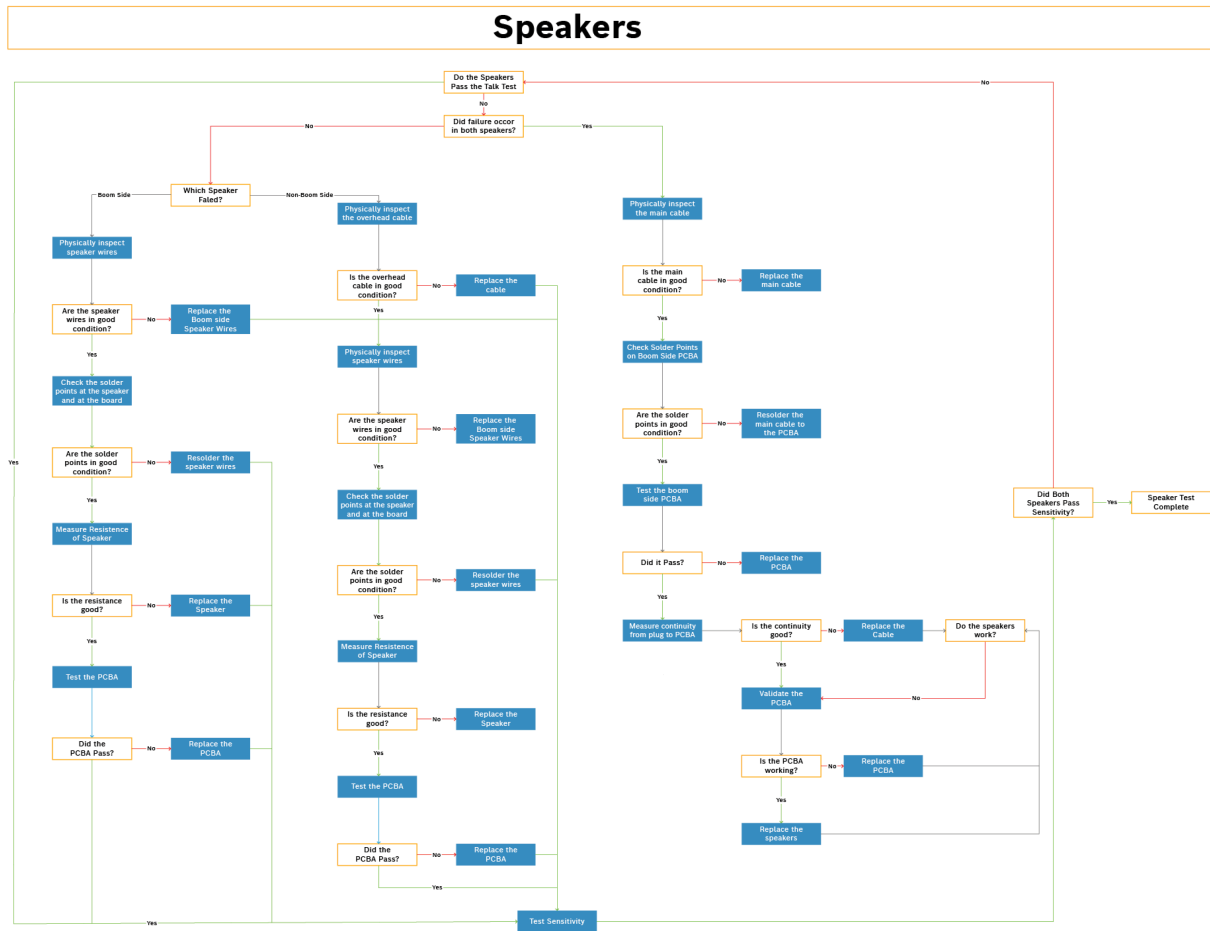 Speakers
Do the Speakers
Pass the Talk Test
No
No
Did failure occor
in both speakers?
No
Yes
Which Speaker
Faled?
Boom Side
Non-Boom Side
Physically inspect
speaker wires
Are the speaker
wires in good
condition?
No
Replace the
Boom side
Speaker Wires
Yes
Check the solder
points at the speaker
and at the board
Are the solder
points in good
condition?
No
Resolder the
speaker wires
Yes
Yes
Measure Resistence
of Speaker
Is the resistance
good?
No
Replace the
Speaker
Yes
Test the PCBA
Did the
PCBA Pass?
No
Replace the
PCBA
Yes
Physically inspect
the overhead cable
Is the overhead
cable in good
condition?
No
Replace the
cable
Yes
Physically inspect
speaker wires
Are the speaker
wires in good
condition?
No
Replace the
Boom side
Speaker Wires
Yes
Check the solder
points at the speaker
and at the board
Are the solder
points in good
condition?
No
Resolder the
speaker wires
Yes
Measure Resistence
of Speaker
Is the resistance
good?
No
Replace the
Speaker
Yes
Test the PCBA
Did the
PCBA Pass?
No
Replace the
PCBA
Yes
Test Sensitivity
Physically inspect
the main cable
Is the main
cable in good
condition?
No
Replace the
main cable
Yes
Check Solder Points
on Boom Side PCBA
Are the solder
points in good
condition?
No
Resolder the
main cable to
the PCBA
Yes
Test the boom
side PCBA
Did it Pass?
No
Replace the
PCBA
Yes
Measure continuity
from plug to PCBA
Is the continuity
good?
No
Replace the
Cable
Do the speakers
work?
Yes
No
Validate the
PCBA
Is the PCBA
working?
No
Replace the
PCBA
Yes
Replace the
speakers
Did Both
Speakers Pass
Sensitivity?
Yes
Speaker Test
Complete